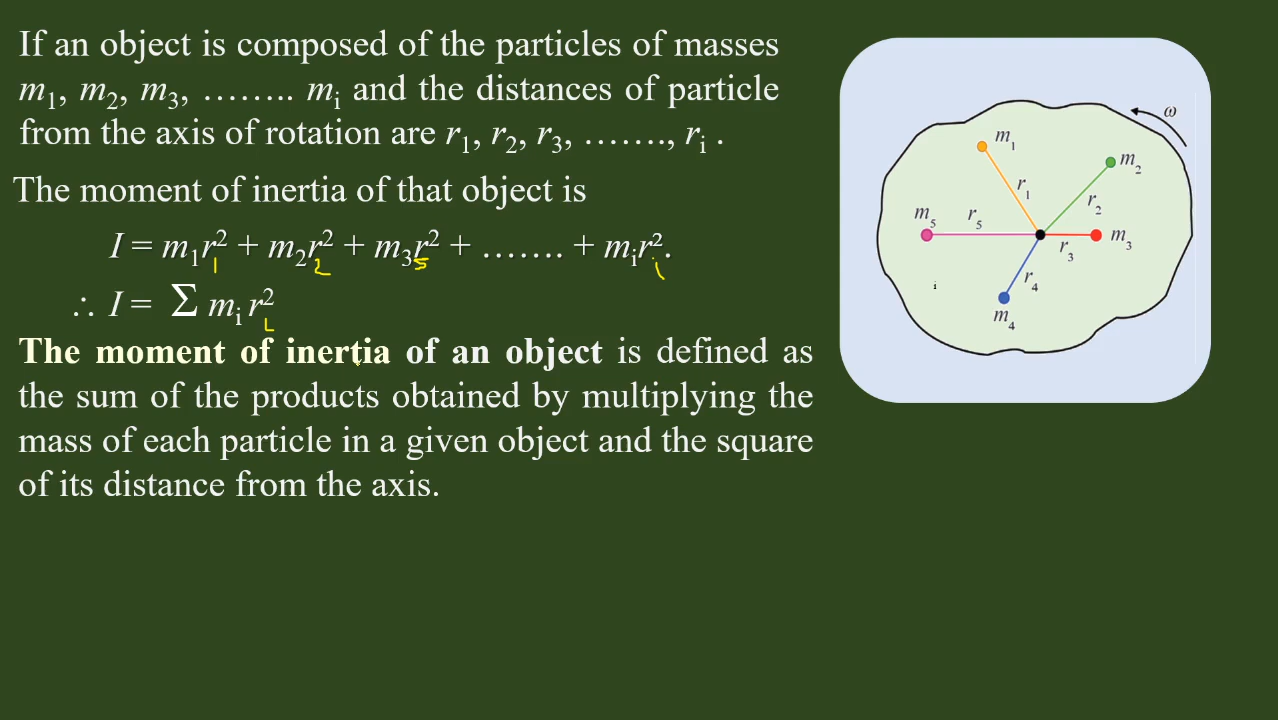 If an object is composed of the particles of masses
m₁, m₂, m₃, …….. mᵢ and the distances of particle
from the axis of rotation are r₁, r₂, r₃, ……., rᵢ .
The moment of inertia of that object is
I = m₁r₁² + m₂r₂² + m₃r₃² + ……. + mᵢrᵢ².
∴ I = Σ mᵢ rᵢ²
The moment of inertia of an object is defined as
the sum of the products obtained by multiplying the
mass of each particle in a given object and the square
of its distance from the axis.
ω
m₁
m₂
r₁
r₂
m₅
r₅
m₃
r₃
r₄
i
m₄